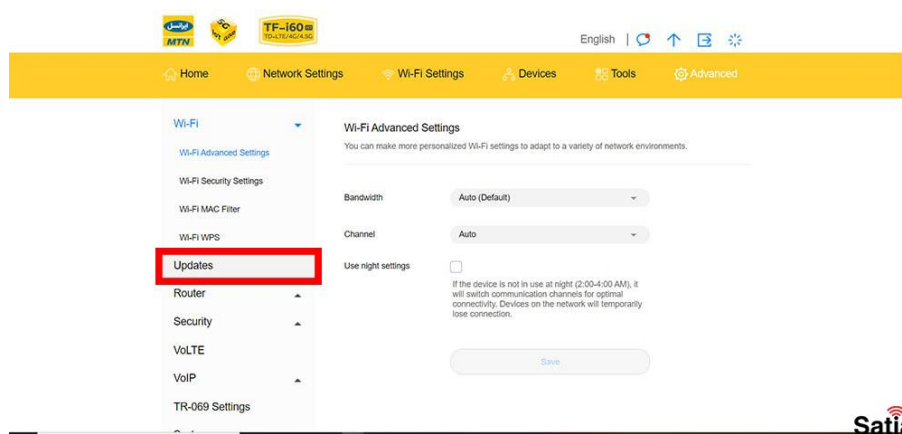 ایرانسل
MTN
5G
TF-i60
TD-LTE/4G/4.5G
English
Home
Network Settings
Wi-Fi Settings
Devices
Tools
Advanced
Wi-Fi
Wi-Fi Advanced Settings
Wi-Fi Security Settings
Wi-Fi MAC Filter
Wi-Fi WPS
Updates
Router
Security
VoLTE
VoIP
TR-069 Settings
Wi-Fi Advanced Settings
You can make more personalized Wi-Fi settings to adapt to a variety of network environments.
Bandwidth
Auto (Default)
Channel
Auto
Use night settings
If the device is not in use at night (2:00-4:00 AM), it
will switch communication channels for optimal
connectivity. Devices on the network will temporarily
lose connection.
Save